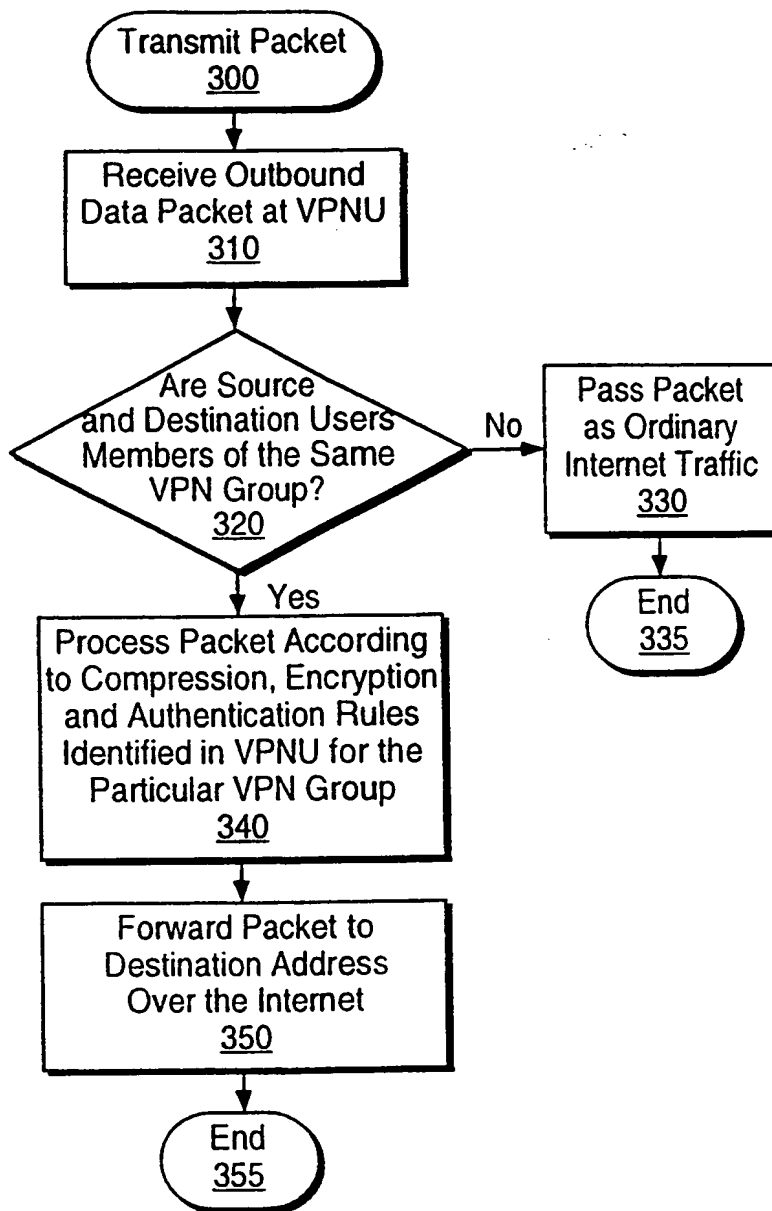 Transmit Packet
300
Receive Outbound
Data Packet at VPNU
310
Are Source
and Destination Users
Members of the Same
VPN Group?
320
No
Pass Packet
as Ordinary
Internet Traffic
330
End
335
Yes
Process Packet According
to Compression, Encryption
and Authentication Rules
Identified in VPNU for the
Particular VPN Group
340
Forward Packet to
Destination Address
Over the Internet
350
End
355